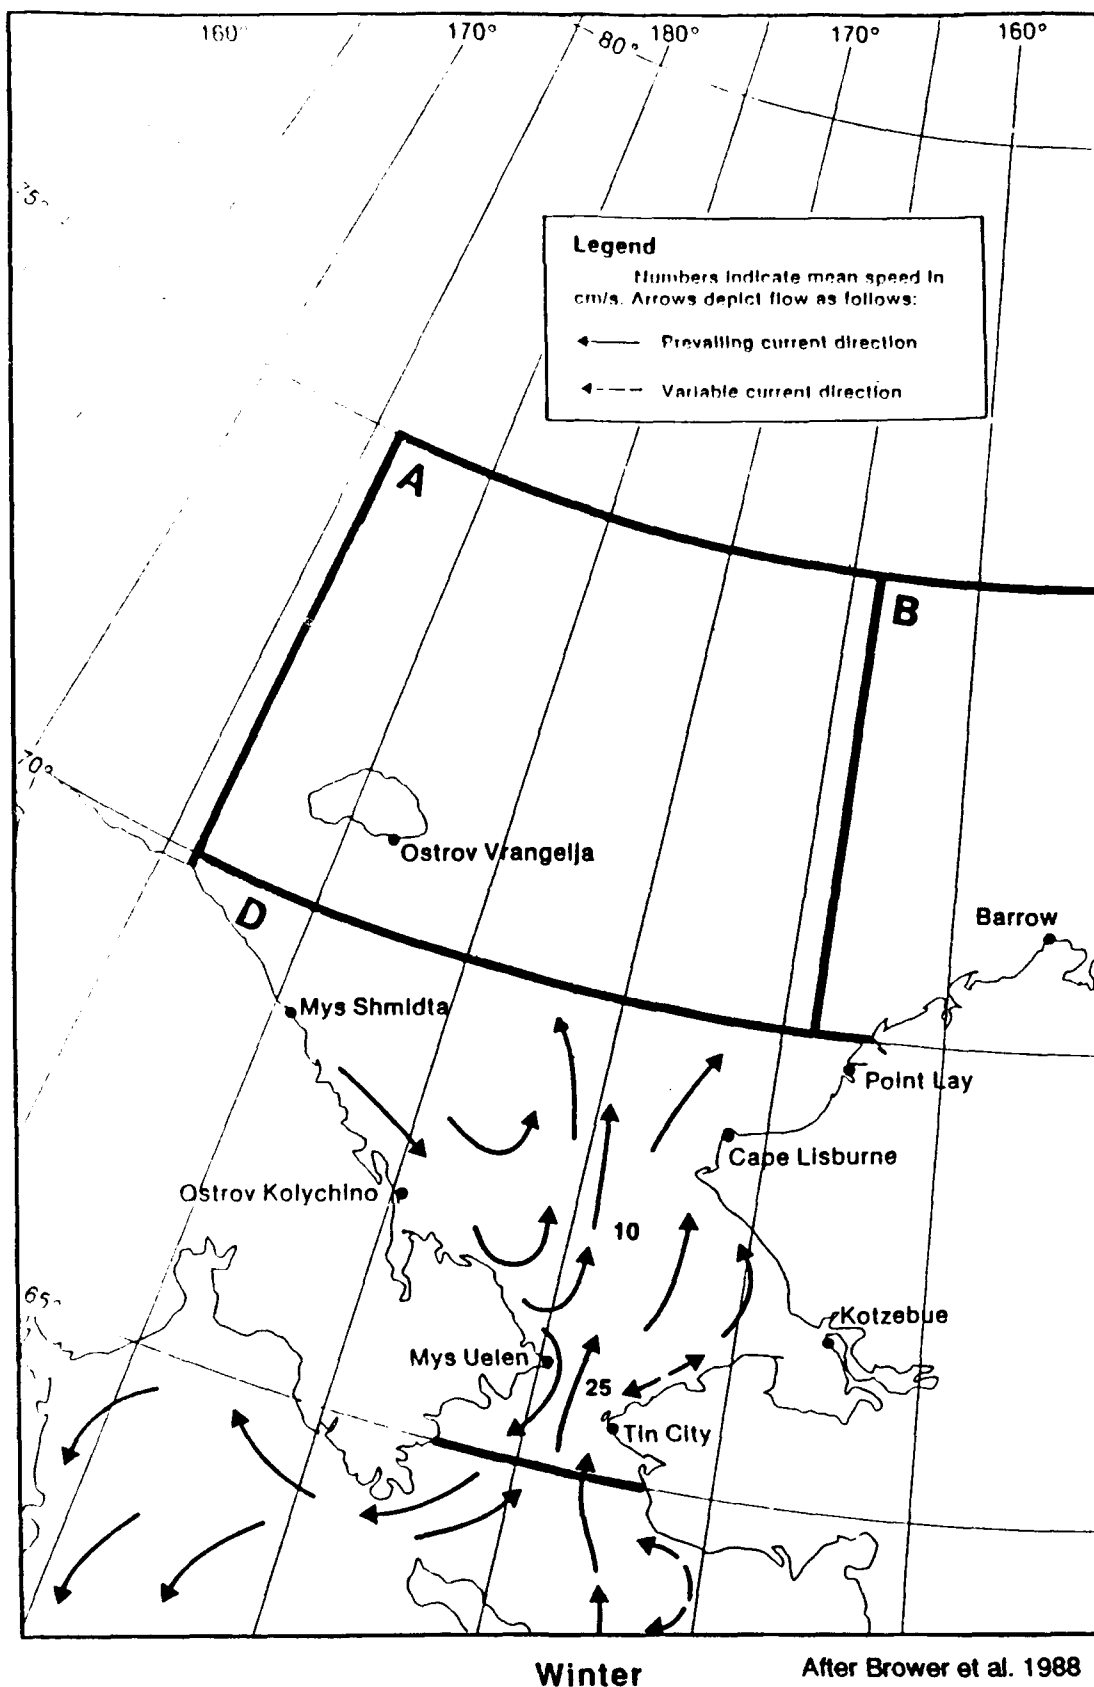 160°
170°
80°
180°
170°
160°
75°
Legend
Numbers indicate mean speed in
cm/s. Arrows depict flow as follows:
Prevailing current direction
Variable current direction
A
B
70°
Ostrov Vrangelja
D
Barrow
Mys Shmidta
Point Lay
Cape Lisburne
Ostrov Kolychino
10
65°
Kotzebue
Mys Uelen
25
Tin City
Winter
After Brower et al. 1988